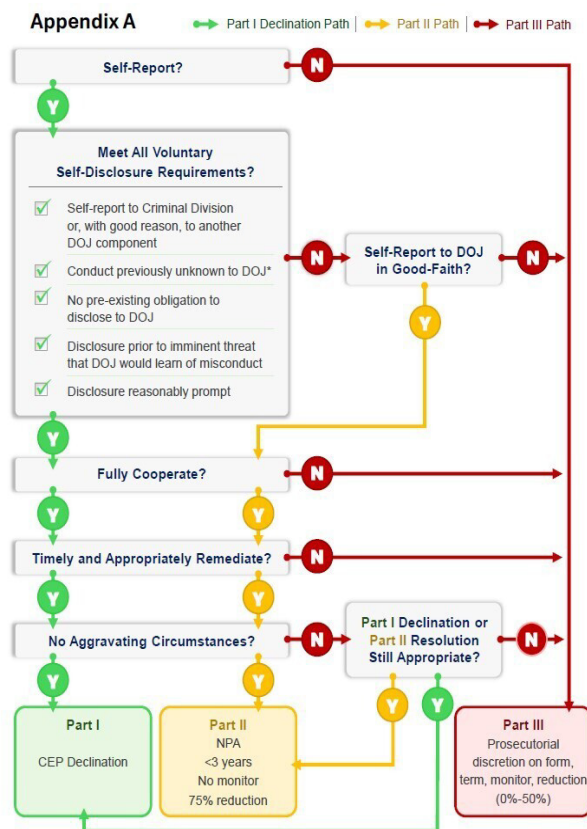 Appendix A
Part I Declination Path | Part II Path | Part III Path
Self-Report?
N
Y
Meet All Voluntary
Self-Disclosure Requirements?
Self-report to Criminal Division
or, with good reason, to another
DOJ component
Conduct previously unknown to DOJ*
No pre-existing obligation to
disclose to DOJ
Disclosure prior to imminent threat
that DOJ would learn of misconduct
Disclosure reasonably prompt
N
Self-Report to DOJ
in Good-Faith?
N
Y
Y
Fully Cooperate?
N
Y
Y
Timely and Appropriately Remediate?
N
Y
Y
No Aggravating Circumstances?
N
Part I Declination or
Part II Resolution
Still Appropriate?
N
Y
Y
Y
Y
Part I
CEP Declination
Part II
NPA
<3 years
No monitor
75% reduction
Part III
Prosecutorial
discretion on form,
term, monitor, reduction
(0%-50%)